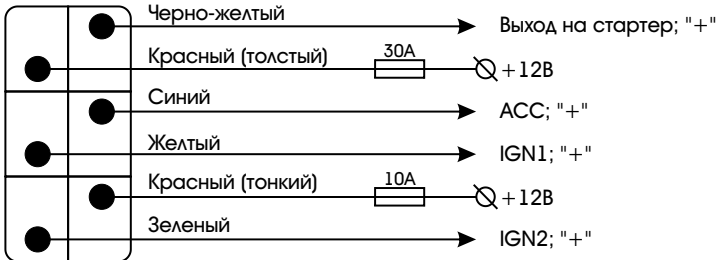 Черно-желтый Выход на стартер; "+"
Красный (толстый) 30А +12В
Синий ACC; "+"
Желтый IGN1; "+"
Красный (тонкий) 10А +12В
Зеленый IGN2; "+"